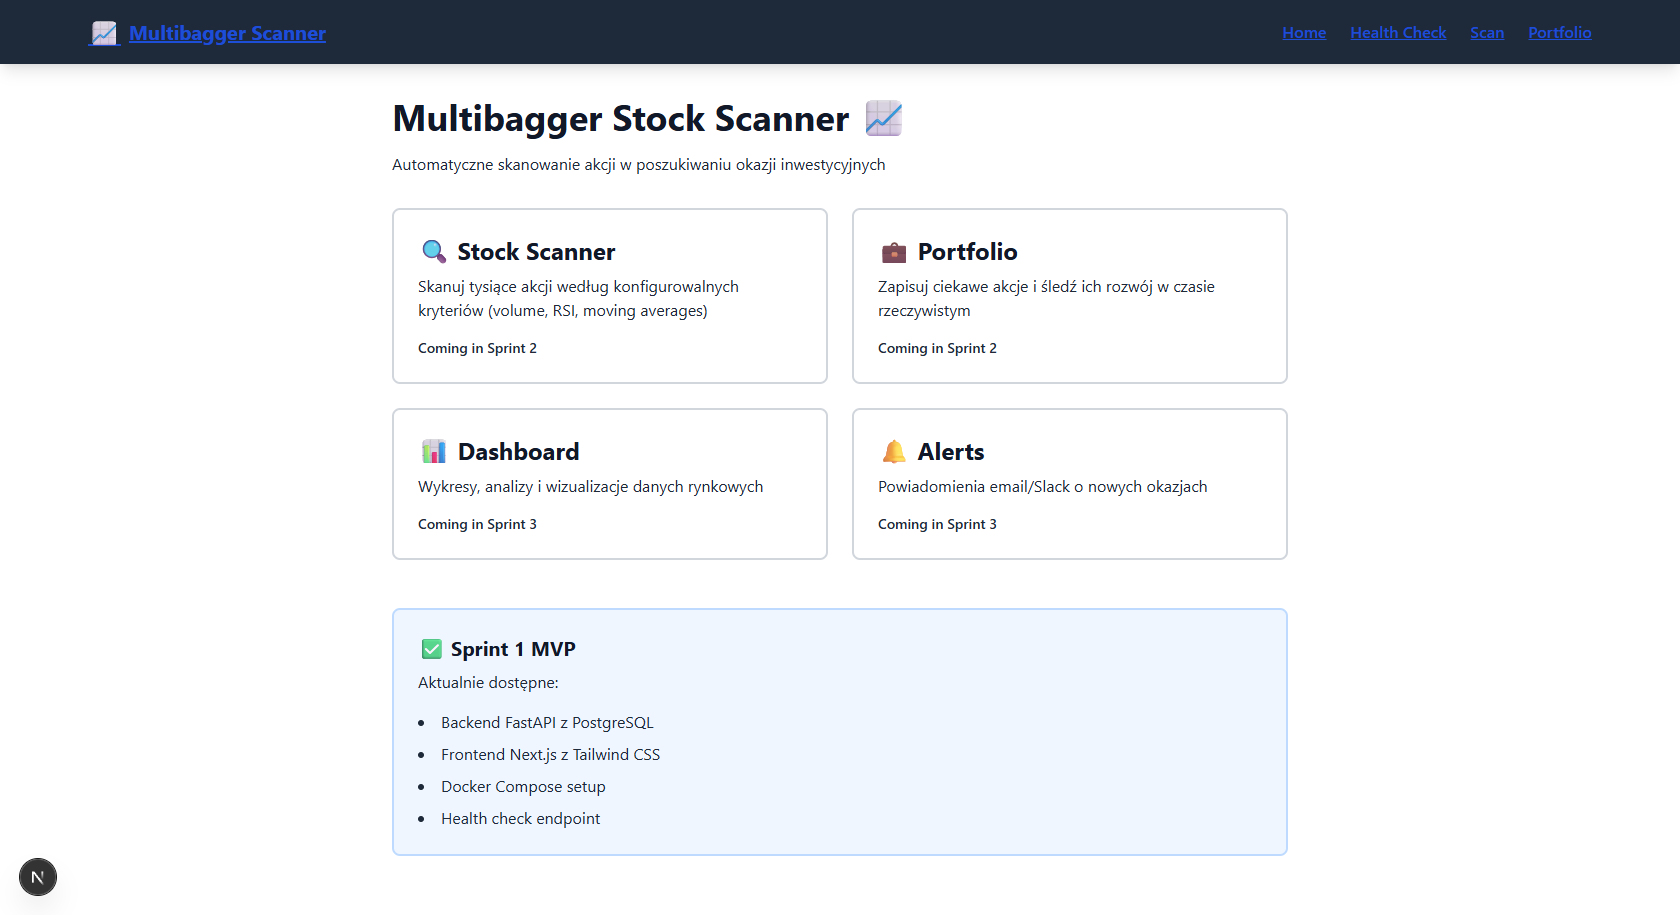 Multibagger Scanner
Home Health Check Scan Portfolio
Multibagger Stock Scanner
Automatyczne skanowanie akcji w poszukiwaniu okazji inwestycyjnych
Stock Scanner
Skanuj tysiące akcji według konfigurowalnych
kryteriów (volume, RSI, moving averages)
Coming in Sprint 2
Portfolio
Zapisuj ciekawe akcje i śledź ich rozwój w czasie
rzeczywistym
Coming in Sprint 2
Dashboard
Wykresy, analizy i wizualizacje danych rynkowych
Coming in Sprint 3
Alerts
Powiadomienia email/Slack o nowych okazjach
Coming in Sprint 3
Sprint 1 MVP
Aktualnie dostępne:
Backend FastAPI z PostgreSQL
Frontend Next.js z Tailwind CSS
Docker Compose setup
Health check endpoint
N